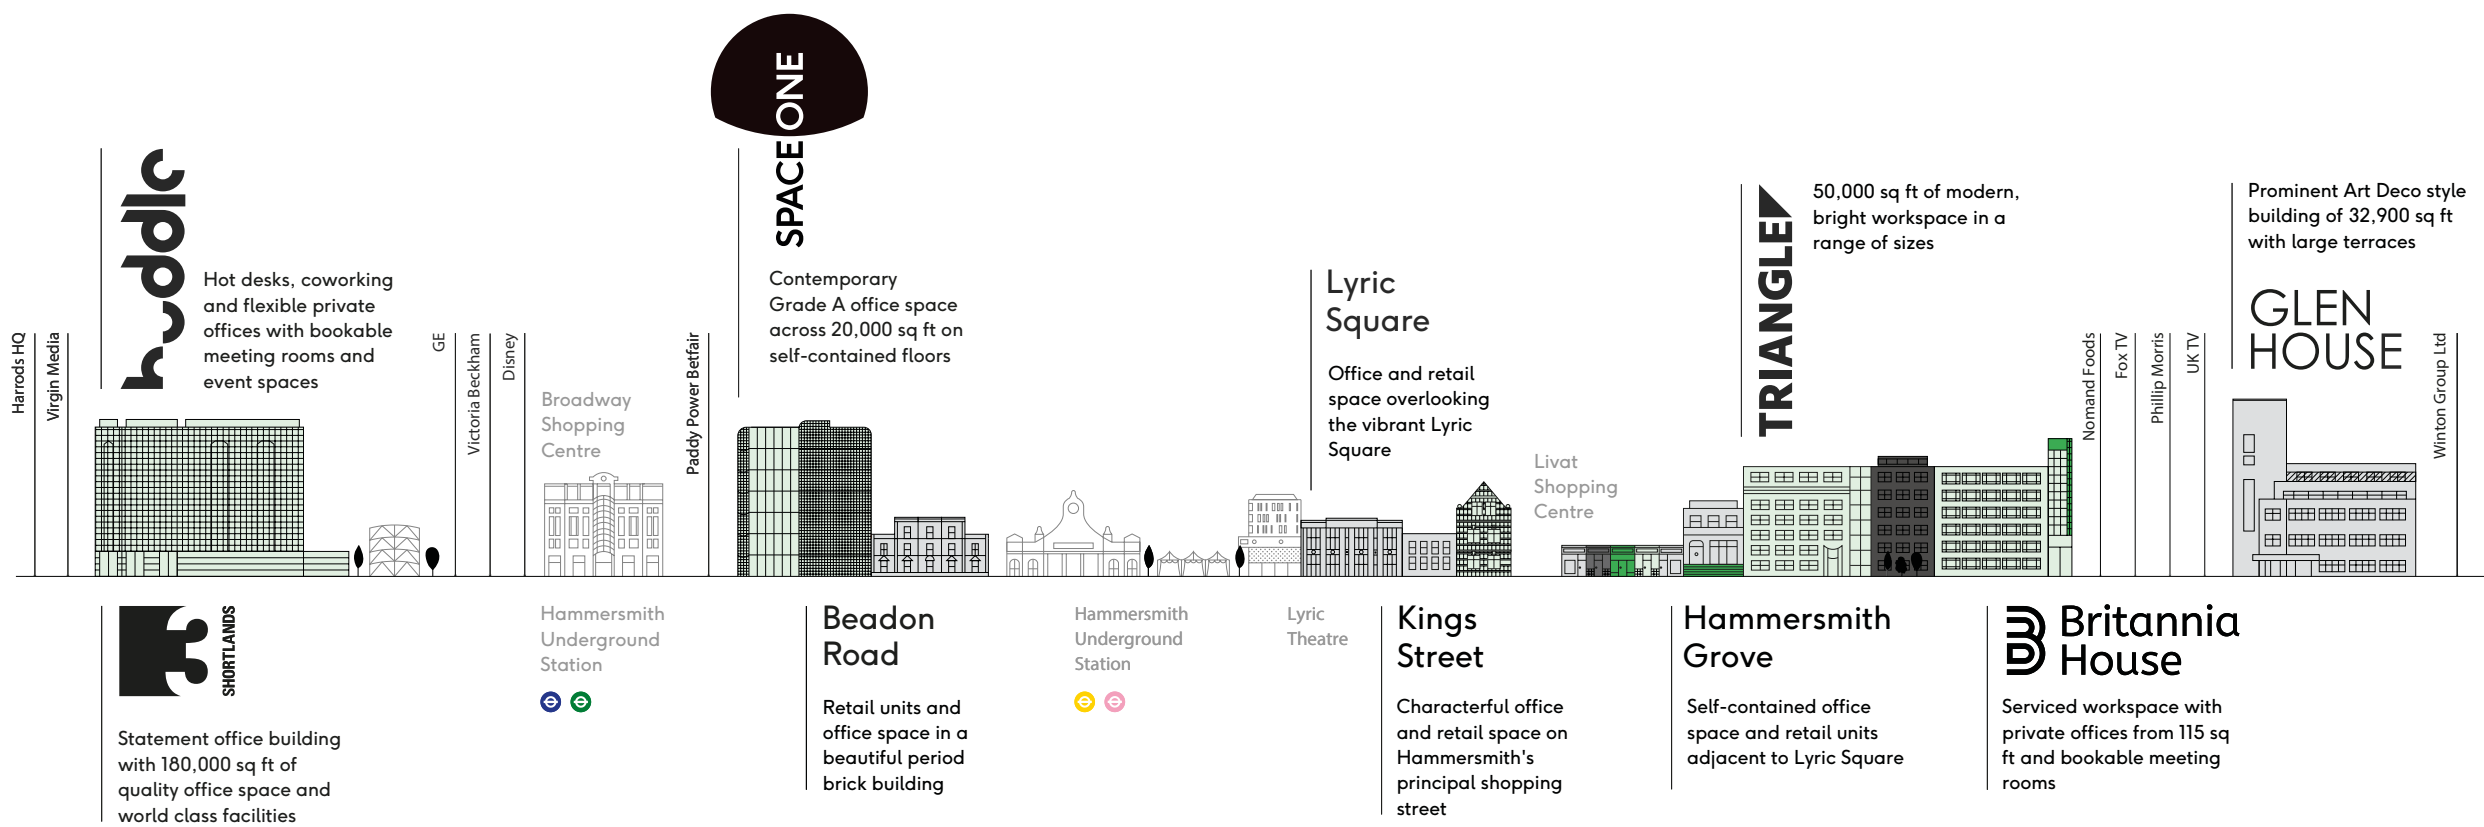 Harrods HQ
Virgin Media
huddle
Hot desks, coworking
and flexible private
offices with bookable
meeting rooms and
event spaces
GE
Victoria Beckham
Disney
Broadway
Shopping
Centre
Paddy Power Betfair
SPACE ONE
Contemporary
Grade A office space
across 20,000 sq ft on
self-contained floors
Lyric
Square
Office and retail
space overlooking
the vibrant Lyric
Square
Livat
Shopping
Centre
TRIANGLE
50,000 sq ft of modern,
bright workspace in a
range of sizes
Nomand Foods
Fox TV
Phillip Morris
UK TV
Prominent Art Deco style
building of 32,900 sq ft
with large terraces
GLEN
HOUSE
Winton Group Ltd
3
SHORTLANDS
Statement office building
with 180,000 sq ft of
quality office space and
world class facilities
Hammersmith
Underground
Station
Beadon
Road
Retail units and
office space in a
beautiful period
brick building
Hammersmith
Underground
Station
Lyric
Theatre
Kings
Street
Characterful office
and retail space on
Hammersmith's
principal shopping
street
Hammersmith
Grove
Self-contained office
space and retail units
adjacent to Lyric Square
B Britannia
House
Serviced workspace with
private offices from 115 sq
ft and bookable meeting
rooms